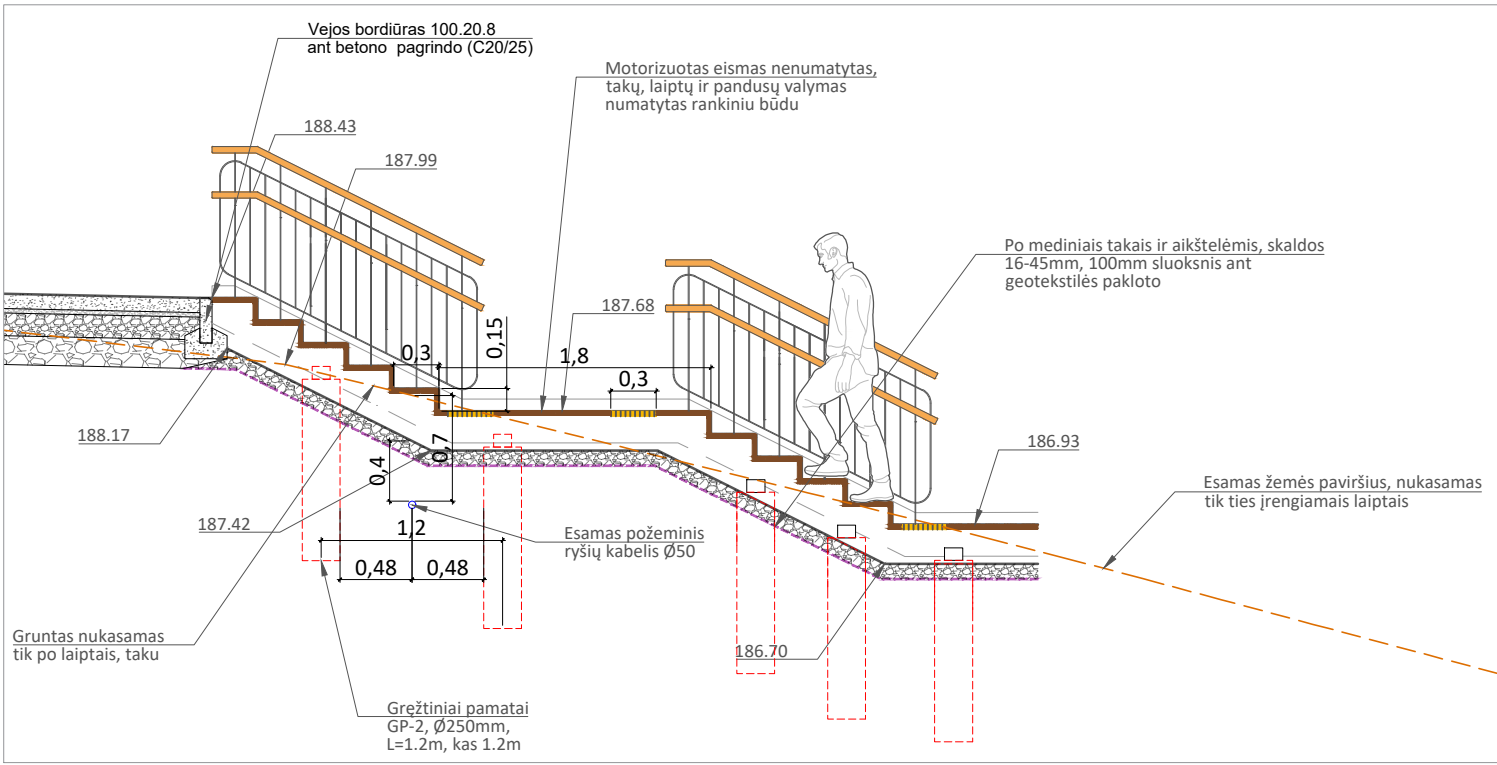 Vejos bordiūras 100.20.8
ant betono pagrindo (C20/25)
Motorizuotas eismas nenumatytas,
takų, laiptų ir pandusų valymas
numatytas rankiniu būdu
188.43
187.99
Po mediniais takais ir aikštelėmis, skaldos
16-45mm, 100mm sluoksnis ant
geotekstilės pakloto
187.68
0,15
0,3
1,8
0,3
188.17
186.93
0,7
0,4
Esamas žemės paviršius, nukasamas
tik ties įrengiamais laiptais
187.42
1,2
Esamas požeminis
ryšių kabelis Ø50
0,48
0,48
Gruntas nukasamas
tik po laiptais, taku
186.70
Gręžtiniai pamatai
GP-2, Ø250mm,
L=1.2m, kas 1.2m